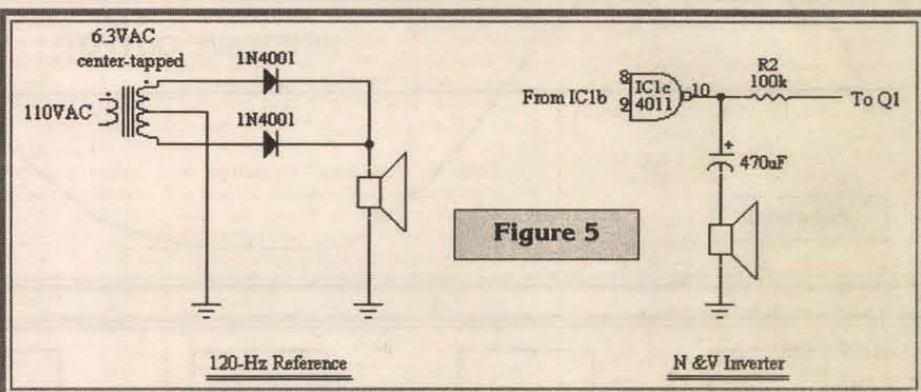 6.3VAC
center-tapped
1N4001
110VAC
1N4001
120-Hz Reference
Figure 5
From IC1b
8
9
IC1c
4011
10
R2
100k
To Q1
+
470uF
N &V Inverter